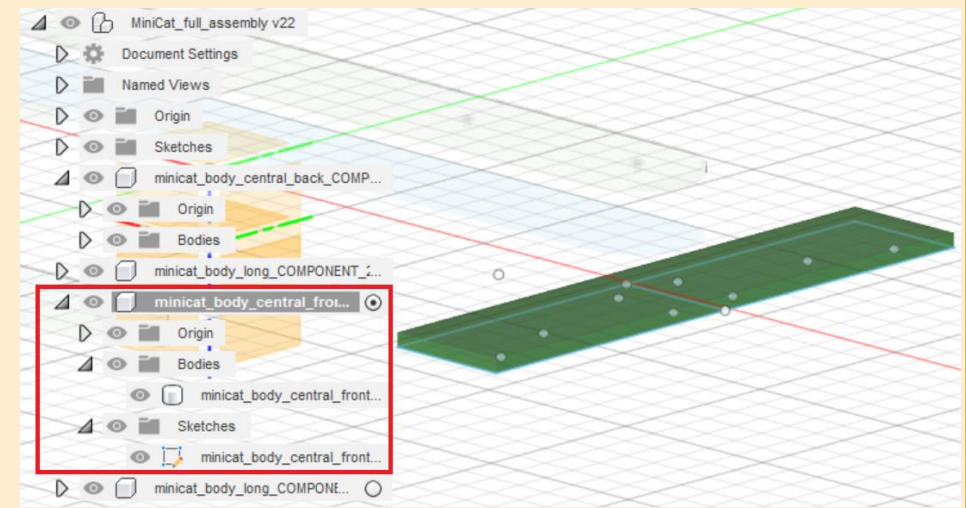 MiniCat_full_assembly v22
Document Settings
Named Views
Origin
Sketches
minicat_body_central_back_COMP...
Origin
Bodies
minicat_body_long_COMPONENT_2...
minicat_body_central_fron...
Origin
Bodies
minicat_body_central_front...
Sketches
minicat_body_central_front...
minicat_body_long_COMPONE...